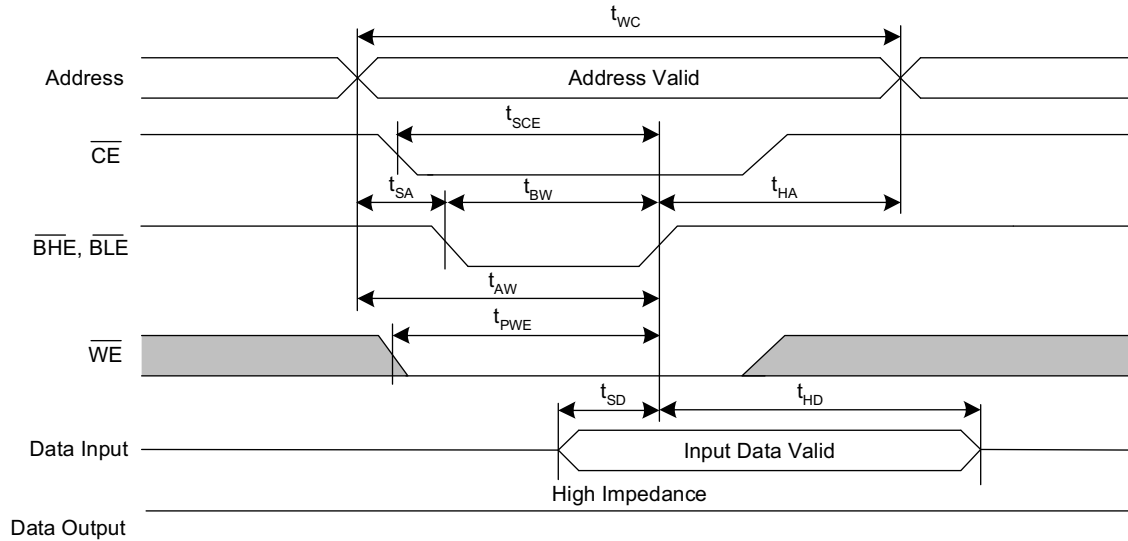 tWC
Address
Address Valid
tSCE
CE
tSA
tBW
tHA
BHE, BLE
tAW
tPWE
WE
tSD
tHD
Data Input
Input Data Valid
High Impedance
Data Output